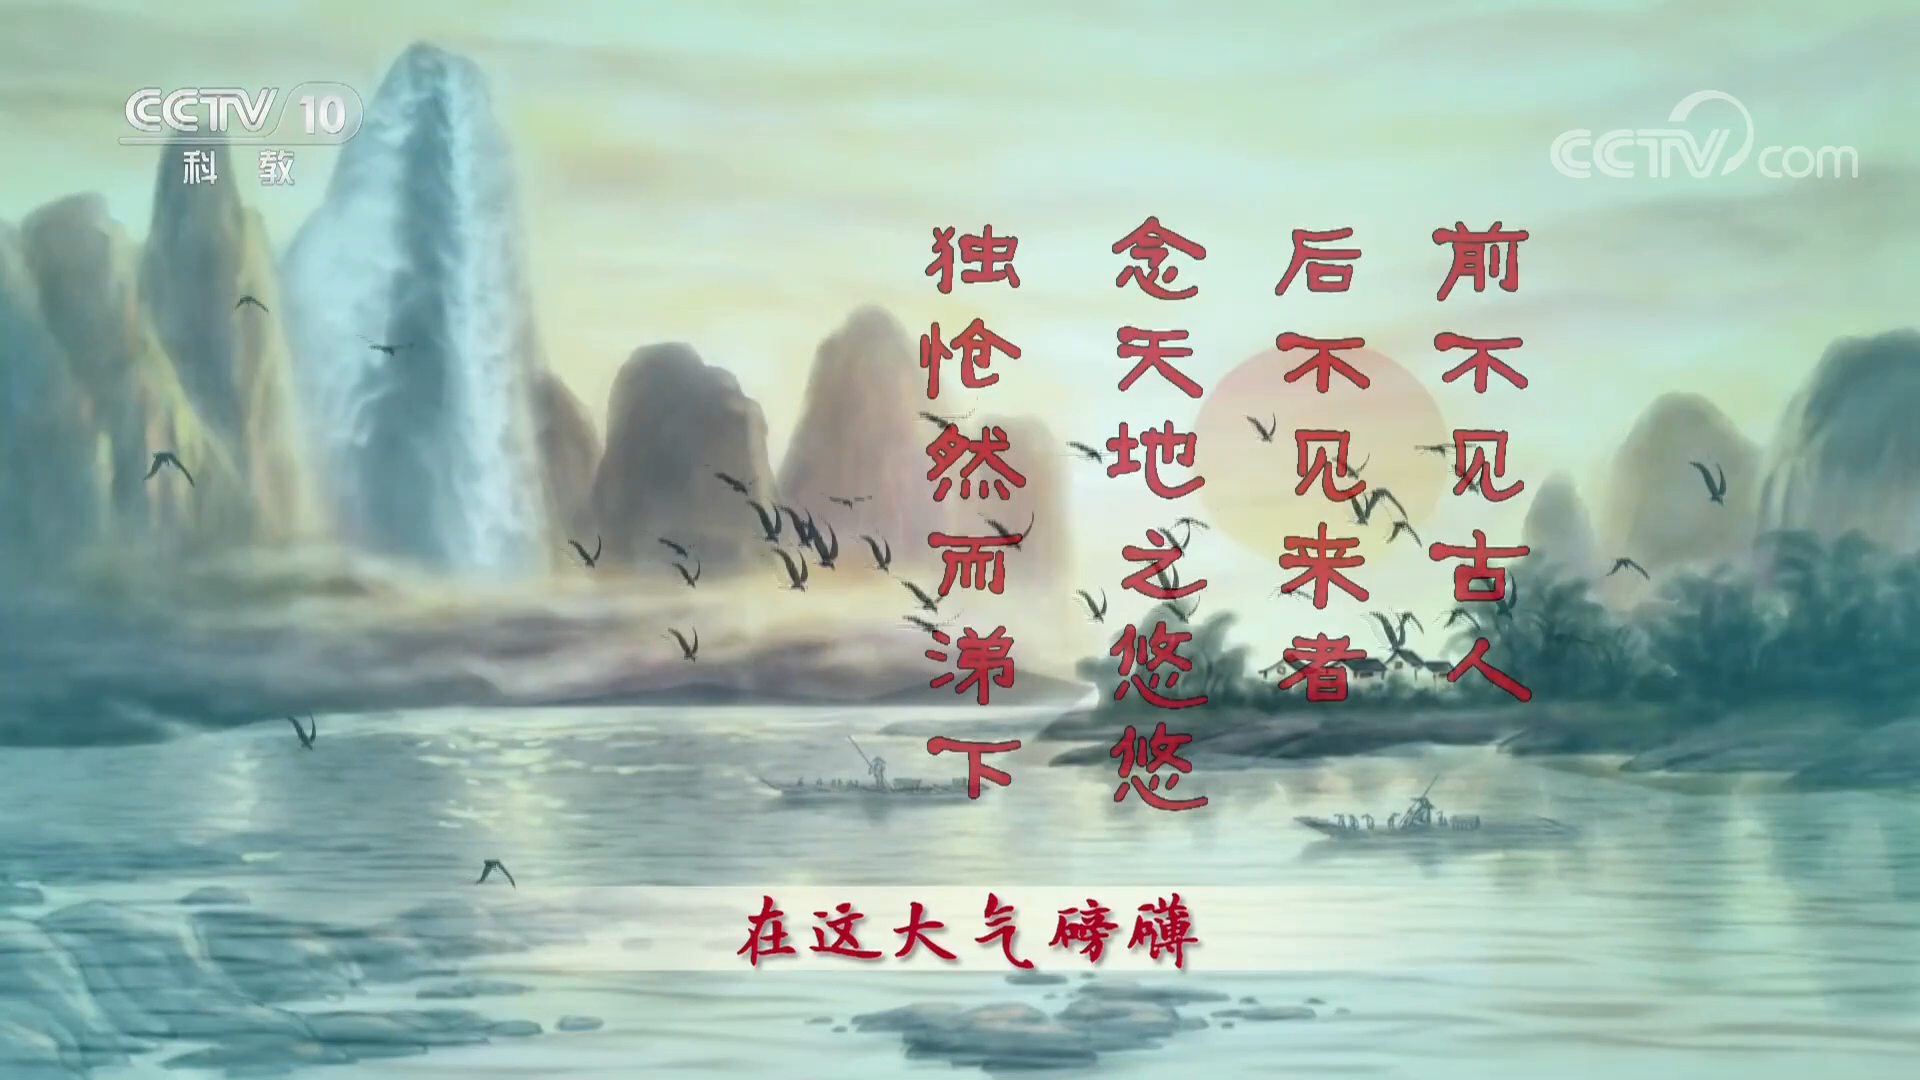 CCTV 10
科教
CCTV com
前不见古人
后不见来者
念天地之悠悠
独怆然而涕下
在这大气磅礴